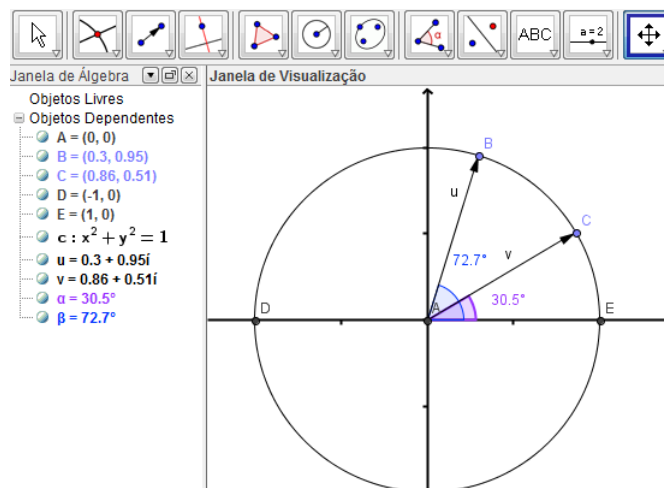 α
ABC
a = 2
Janela de Álgebra
Janela de Visualização
Objetos Livres
Objetos Dependentes
A = (0, 0)
B = (0.3, 0.95)
C = (0.86, 0.51)
D = (-1, 0)
E = (1, 0)
c : x² + y² = 1
u = 0.3 + 0.95í
v = 0.86 + 0.51í
α = 30.5°
β = 72.7°
B
u
C
v
72.7°
30.5°
D
A
E